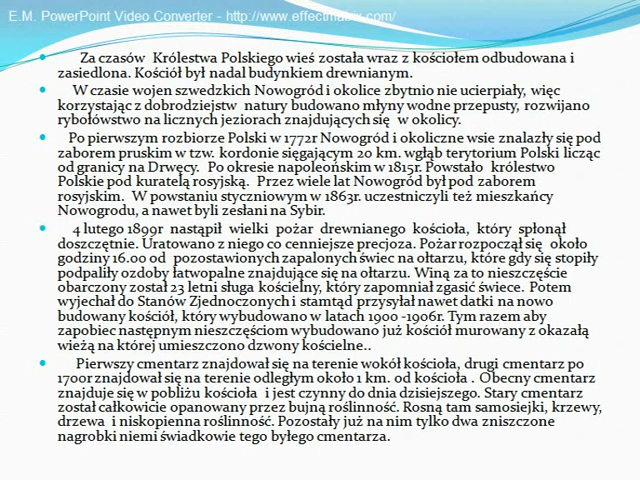 E.M. PowerPoint Video Converter - http://www.effectmatrix.com/
Za czasów Królestwa Polskiego wieś została wraz z kościołem odbudowana i
zasiedlona. Kościół był nadal budynkiem drewnianym.
W czasie wojen szwedzkich Nowogród i okolice zbytnio nie ucierpiały, więc
korzystając z dobrodziejstw natury budowano młyny wodne przepusty, rozwijano
rybołówstwo na licznych jeziorach znajdujących się w okolicy.
Po pierwszym rozbiorze Polski w 1772r Nowogród i okoliczne wsie znalazły się pod
zaborem pruskim w tzw. kordonie sięgającym 20 km. wgłąb terytorium Polski licząc
od granicy na Drwęcy. Po okresie napoleońskim w 1815r. Powstało królestwo
Polskie pod kuratelą rosyjską. Przez wiele lat Nowogród był pod zaborem
rosyjskim. W powstaniu styczniowym w 1863r. uczestniczyli też mieszkańcy
Nowogrodu, a nawet byli zesłani na Sybir.
4 lutego 1899r nastąpił wielki pożar drewnianego kościoła, który spłonął
doszczętnie. Uratowano z niego co cenniejsze precjoza. Pożar rozpoczął się około
godziny 16.00 od pozostawionych zapalonych świec na ołtarzu, które gdy się stopiły
podpaliły ozdoby łatwopalne znajdujące się na ołtarzu. Winą za to nieszczęście
obarczony został 23 letni sługa kościelny, który zapomniał zgasić świece. Potem
wyjechał do Stanów Zjednoczonych i stamtąd przysyłał nawet datki na nowo
budowany kościół, który wybudowano w latach 1900 -1906r. Tym razem aby
zapobiec następnym nieszczęściom wybudowano już kościół murowany z okazałą
wieżą na której umieszczono dzwony kościelne..
Pierwszy cmentarz znajdował się na terenie wokół kościoła, drugi cmentarz po
1700r znajdował się na terenie odległym około 1 km. od kościoła . Obecny cmentarz
znajduje się w pobliżu kościoła i jest czynny do dnia dzisiejszego. Stary cmentarz
został całkowicie opanowany przez bujną roślinność. Rosną tam samosiejki, krzewy,
drzewa i niskopienna roślinność. Pozostały już na nim tylko dwa zniszczone
nagrobki niemi świadkowie tego byłego cmentarza.